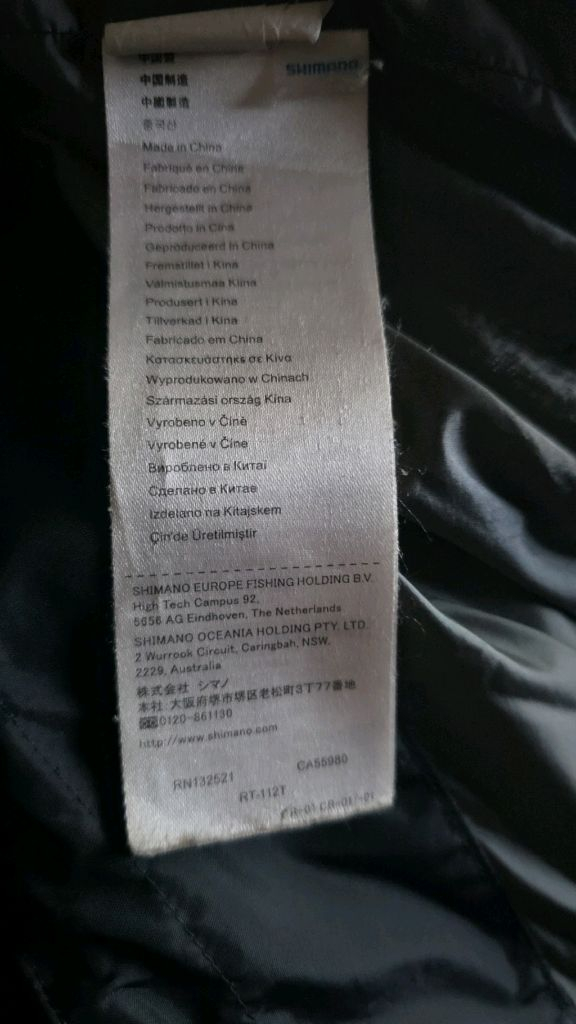 中国製
SHIMANO
中国制造
中國製造
중국산
Made in China
Fabriqué en Chine
Fabricado en China
Hergestellt in China
Prodotto in Cina
Geproduceerd in China
Fremstillet i Kina
Valmistusmaa Kiina
Produsert i Kina
Tillverkad i Kina
Fabricado em China
Κατασκευάστηκε σε Κίνα
Wyprodukowano w Chinach
Származási ország Kína
Vyrobeno v Číně
Vyrobené v Číne
Вироблено в Китаї
Сделано в Китае
Izdelano na Kitajskem
Çin'de Üretilmiştir
SHIMANO EUROPE FISHING HOLDING B.V.
High Tech Campus 92,
5656 AG Eindhoven, The Netherlands
SHIMANO OCEANIA HOLDING PTY. LTD.
2 Wurrook Circuit, Caringbah, NSW,
2229, Australia
株式会社 シマノ
本社 大阪府堺市堺区老松町3丁77番地
0120-861130
http://www.shimano.com
RN132521
CA55980
RT-112T